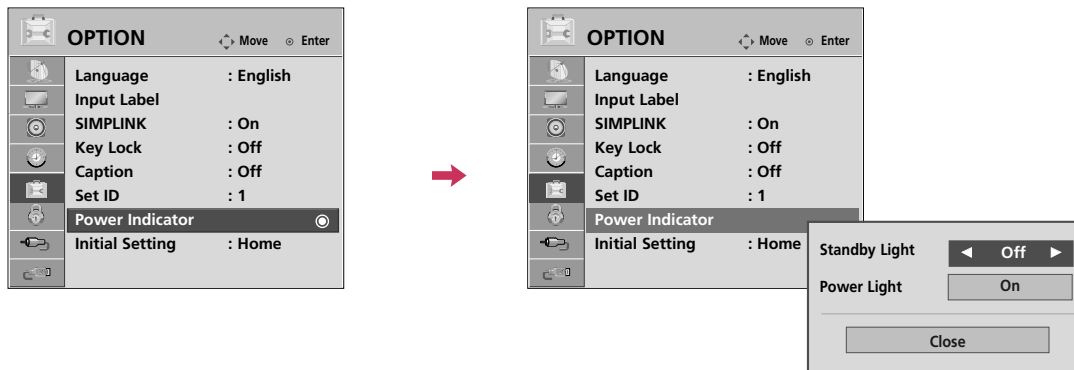 OPTION Move Enter
Language : English
Input Label
SIMPLINK : On
Key Lock : Off
Caption : Off
Set ID : 1
Power Indicator
Initial Setting : Home
OPTION Move Enter
Language : English
Input Label
SIMPLINK : On
Key Lock : Off
Caption : Off
Set ID : 1
Power Indicator
Initial Setting : Home
Standby Light Off
Power Light On
Close